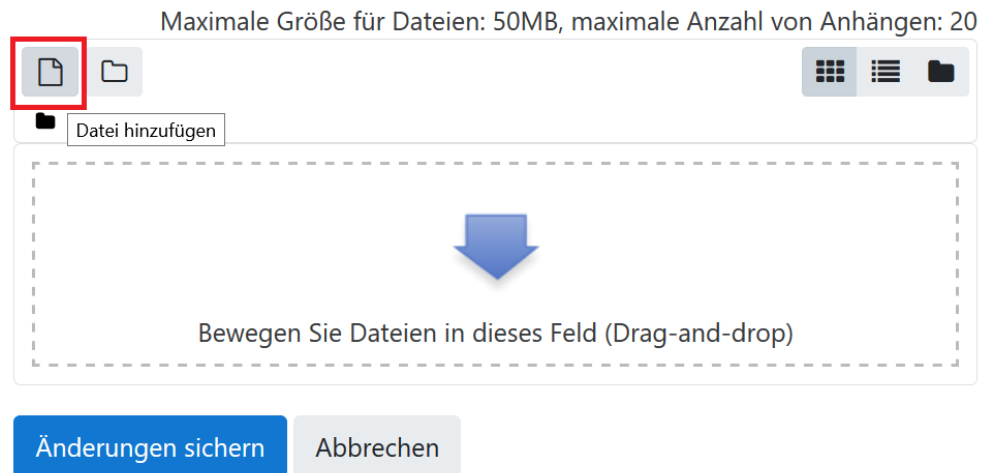 Maximale Größe für Dateien: 50MB, maximale Anzahl von Anhängen: 20
Datei hinzufügen
Bewegen Sie Dateien in dieses Feld (Drag-and-drop)
Änderungen sichern Abbrechen